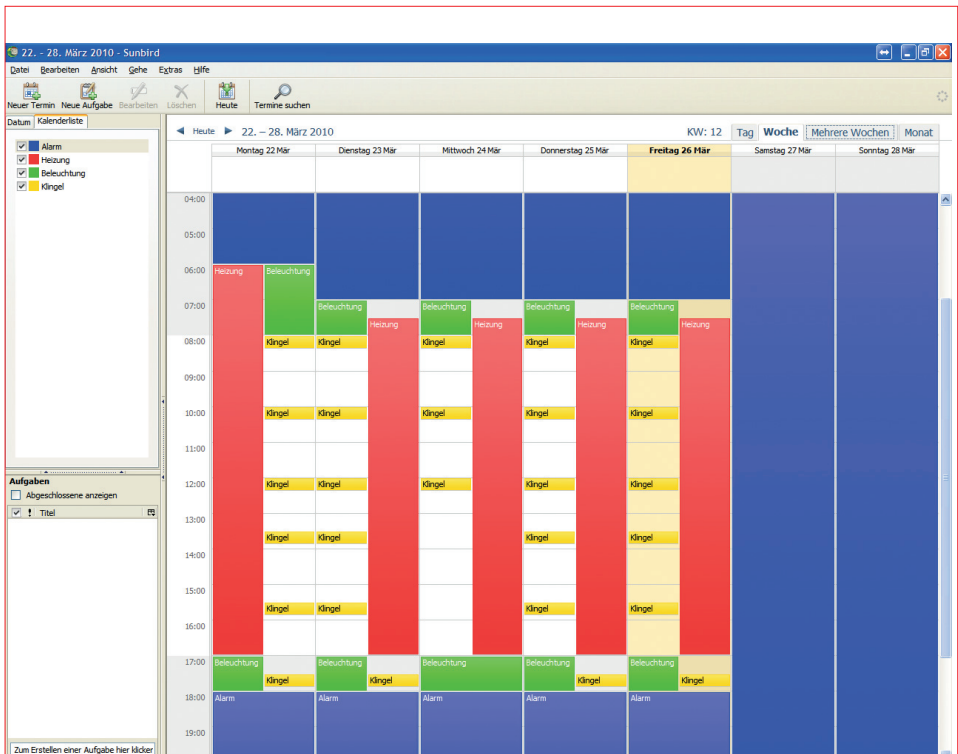 22. - 28. März 2010 - Sunbird
Datei Bearbeiten Ansicht Gehe Extras Hilfe
Neuer Termin Neue Aufgabe Bearbeiten Löschen Heute Termine suchen
Datum Kalenderliste
Alarm
Heizung
Beleuchtung
Klingel
Aufgaben
Abgeschlossene anzeigen
! Titel
Zum Erstellen einer Aufgabe hier klicken
Heute 22. – 28. März 2010 KW: 12 Tag Woche Mehrere Wochen Monat
Montag 22 Mär Dienstag 23 Mär Mittwoch 24 Mär Donnerstag 25 Mär Freitag 26 Mär Samstag 27 Mär Sonntag 28 Mär
04:00
05:00
06:00 Heizung Beleuchtung
07:00 Beleuchtung Beleuchtung Beleuchtung Beleuchtung
Heizung Heizung Heizung Heizung
08:00 Klingel Klingel Klingel Klingel Klingel
09:00
10:00 Klingel Klingel Klingel Klingel Klingel
11:00
12:00 Klingel Klingel Klingel Klingel Klingel
13:00
Klingel Klingel Klingel Klingel
14:00
15:00
Klingel Klingel Klingel Klingel
16:00
17:00 Beleuchtung Beleuchtung Beleuchtung Beleuchtung Beleuchtung
Klingel Klingel Klingel Klingel
18:00 Alarm Alarm Alarm Alarm Alarm
19:00